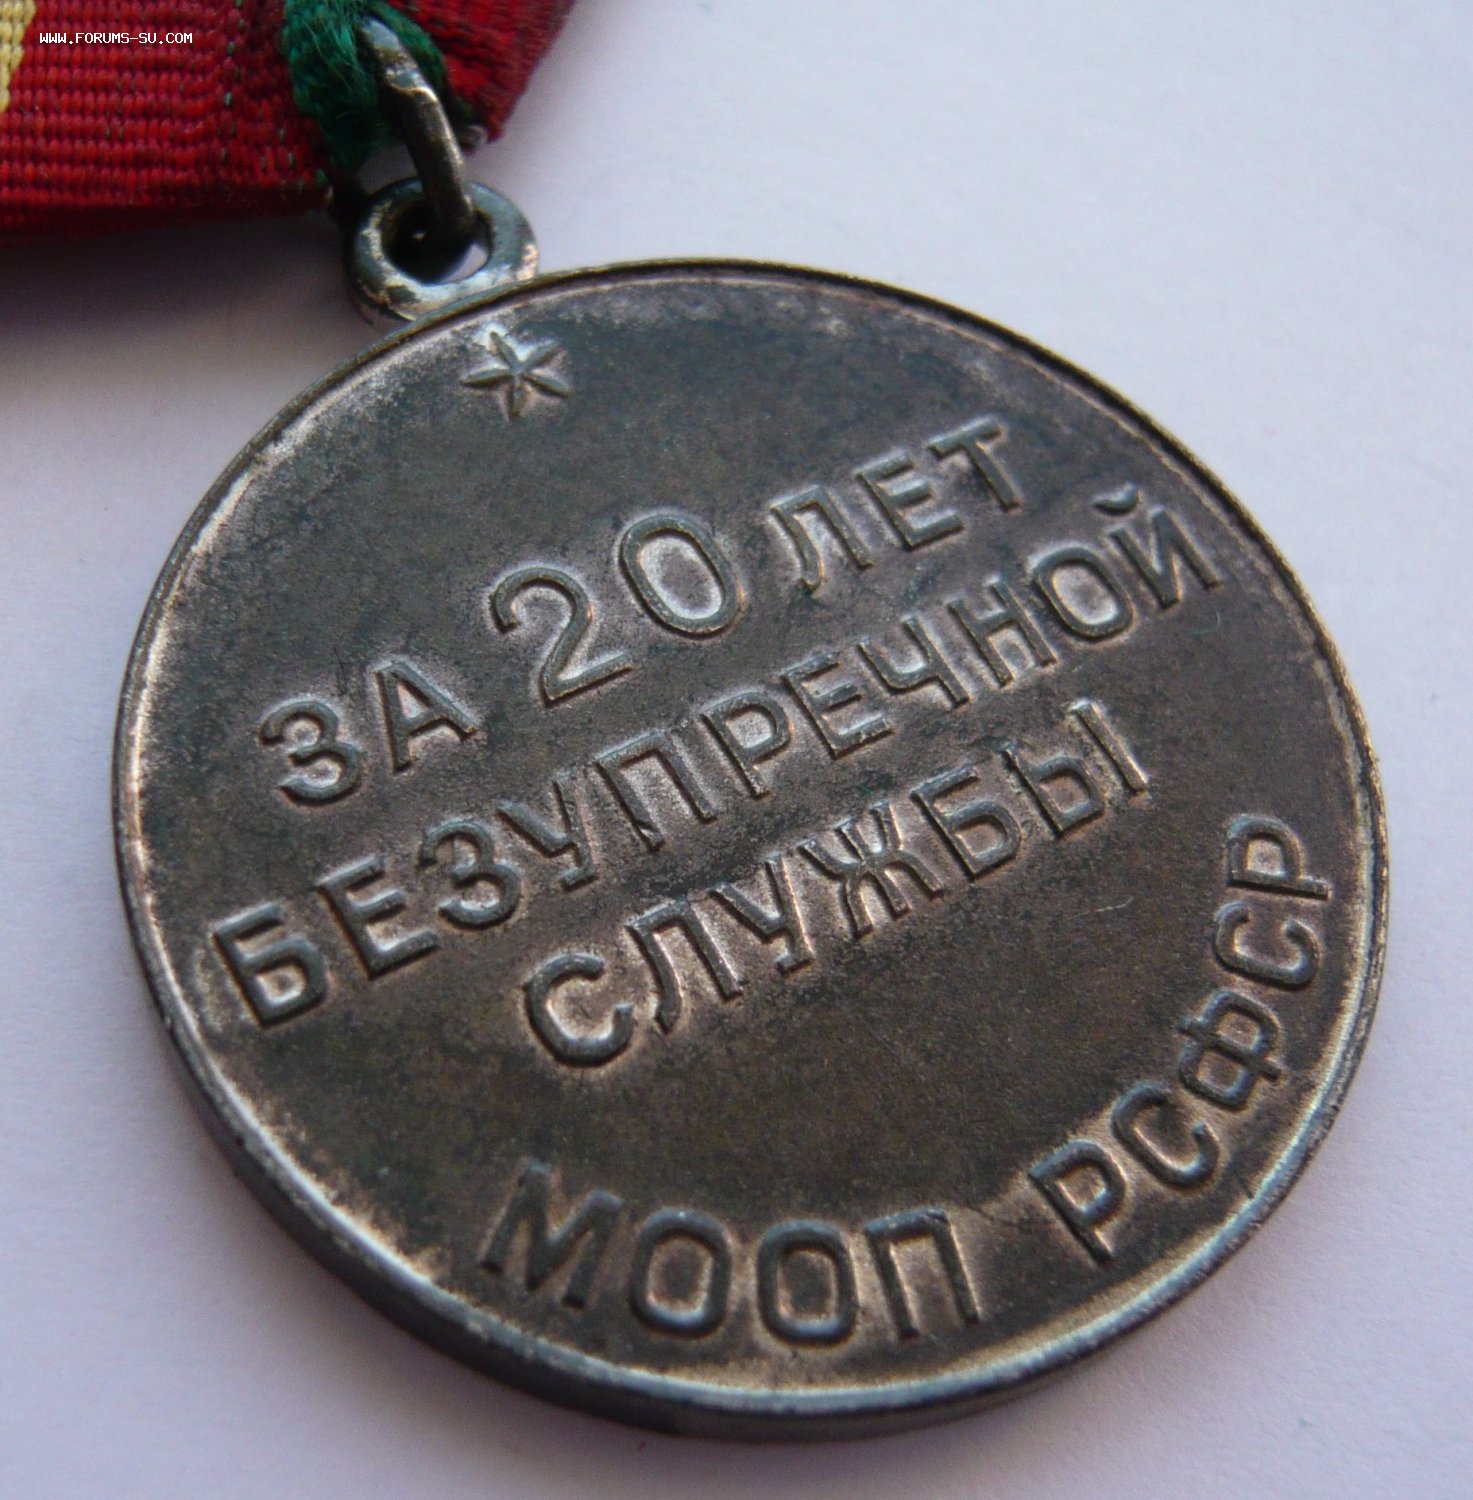 WWW.FORUMS-SU.COM
ЗА 20 ЛЕТ
БЕЗУПРЕЧНОЙ
СЛУЖБЫ
МООП РСФСР